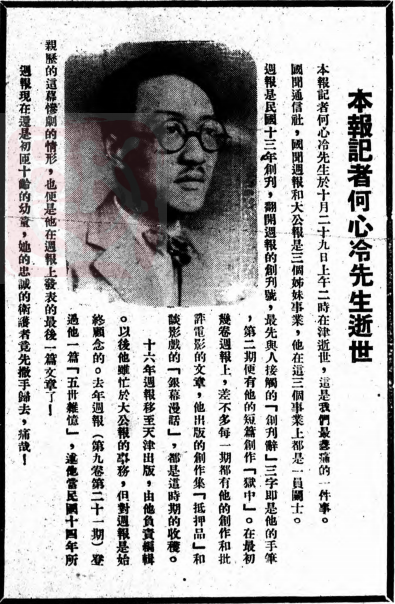 本報記者何心冷先生逝世
本報記者何心冷先生於十月二十九日上午二時在津逝世，這是我們最悲痛的一件事。
國聞通信社，國聞週報和大公報是三個姊妹事業，他在這三個事業上都是一員鬭士。
週報是民國十三年創刋，翻開週報的創刋號，最先與人接觸的「創刋辭」三字即是他的手筆
，第二期便有他的短篇創作「獄中」。在最初
幾卷週報上，差不多每一期都有他的創作和批
評電影的文章，他出版的創作集「抵押品」和
談影戲的「銀幕漫話」，都是這時期的收穫。
十六年週報移至天津出版，由他負責編輯
。以後他雖忙於大公報的事務，但對週報是始
終顧念的。去年週報（第九卷第二十一期）登
過他一篇「五卅雜憶」，述他當民國十四年所
親歷的這幕慘劇的情形，也便是他在週報上發表的最後一篇文章了！
週報現在還是初匝十齡的幼童，她的忠誠的衛護者竟先撒手歸去，痛哉！